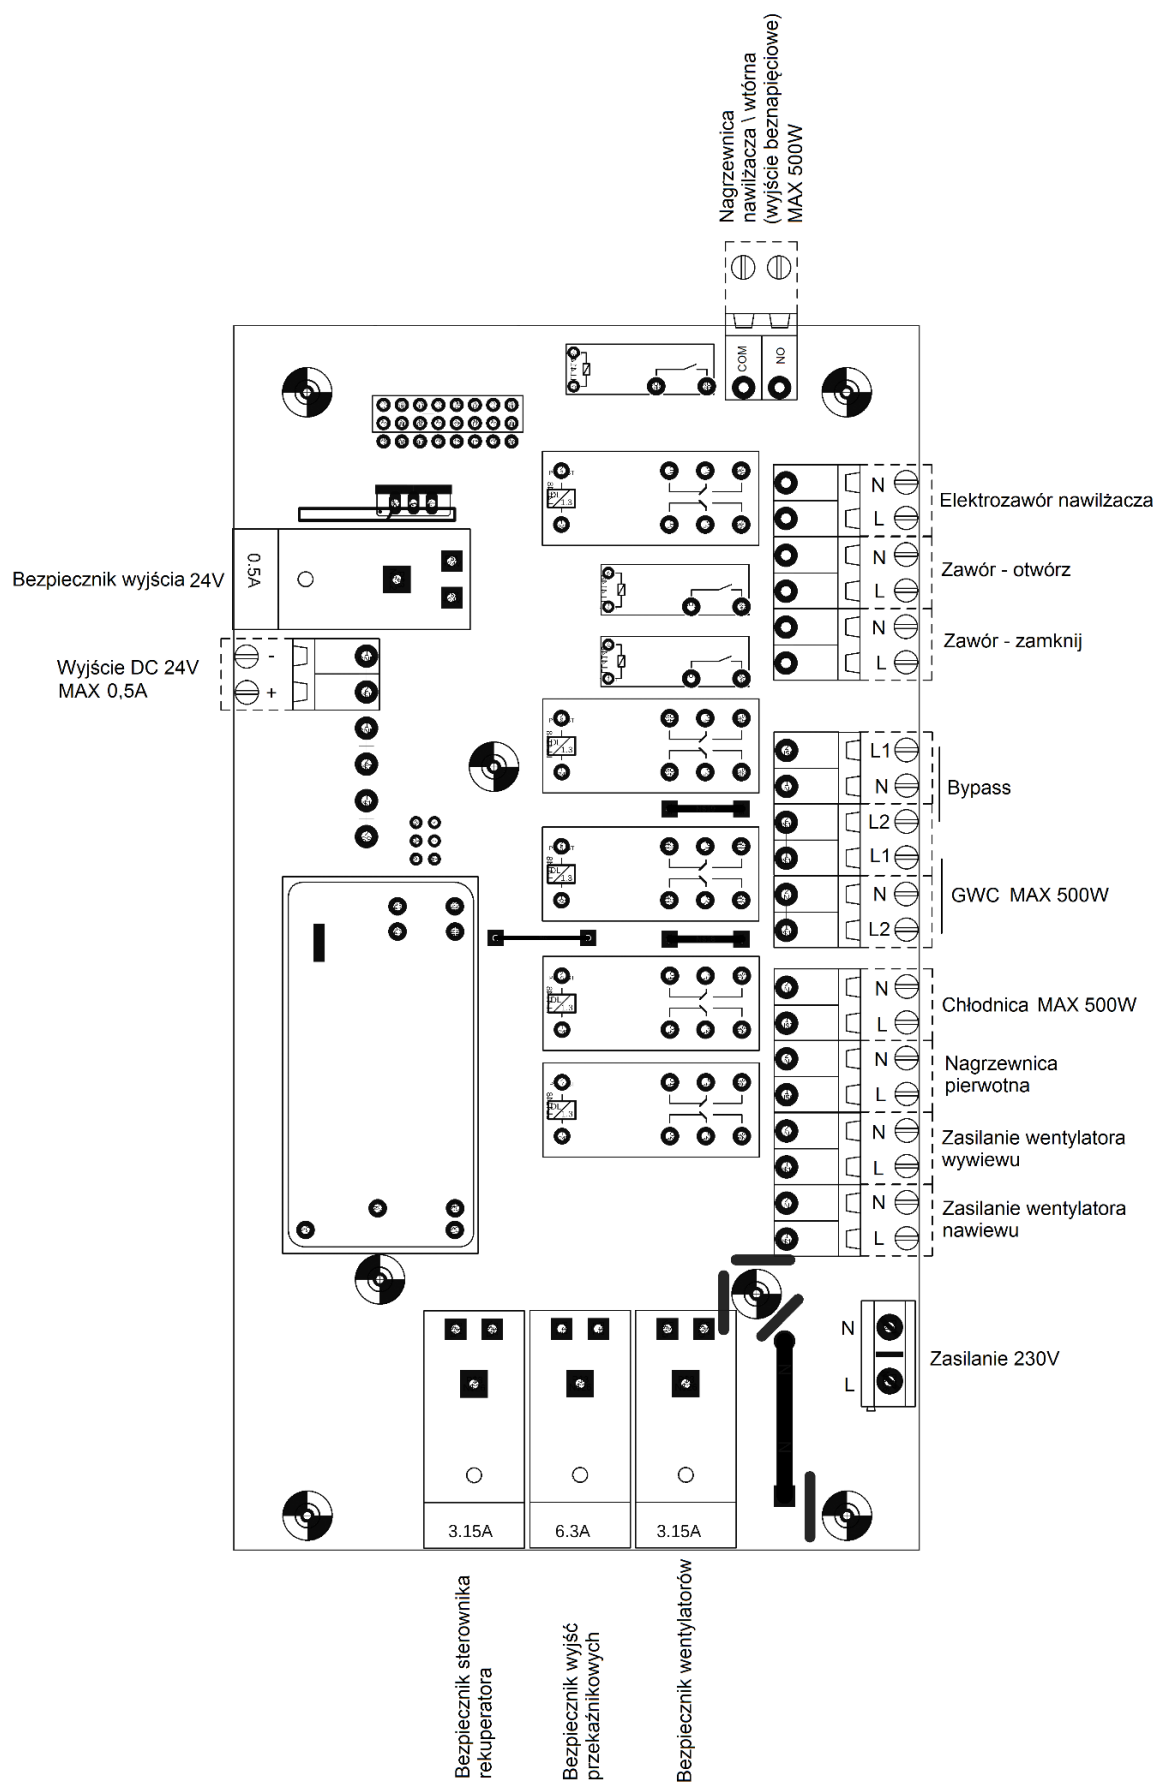 Nagrzewnica
nawilżacza \ wtórna
(wyjście beznapięciowe)
MAX 500W
COM
NO
N
L
Elektrozawór nawilżacza
N
L
Zawór - otwórz
N
L
Zawór - zamknij
0.5A
Bezpiecznik wyjścia 24V
Wyjście DC 24V
MAX 0,5A
-
+
L1
N
L2
Bypass
L1
N
L2
GWC MAX 500W
N
L
Chłodnica MAX 500W
N
L
Nagrzewnica
pierwotna
N
L
Zasilanie wentylatora
wywiewu
N
L
Zasilanie wentylatora
nawiewu
N
L
Zasilanie 230V
3.15A
6.3A
3.15A
Bezpiecznik sterownika
rekuperatora
Bezpiecznik wyjść
przekaźnikowych
Bezpiecznik wentylatorów